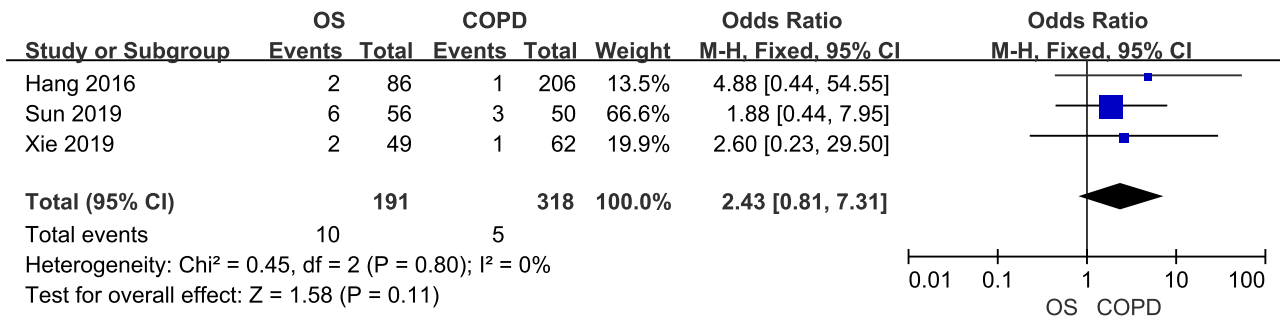 OS COPD Odds Ratio Odds Ratio
Study or Subgroup Events Total Events Total Weight M-H, Fixed, 95% CI M-H, Fixed, 95% CI
Hang 2016 2 86 1 206 13.5% 4.88 [0.44, 54.55]
Sun 2019 6 56 3 50 66.6% 1.88 [0.44, 7.95]
Xie 2019 2 49 1 62 19.9% 2.60 [0.23, 29.50]
Total (95% CI) 191 318 100.0% 2.43 [0.81, 7.31]
Total events 10 5
Heterogeneity: Chi² = 0.45, df = 2 (P = 0.80); I² = 0%
Test for overall effect: Z = 1.58 (P = 0.11)
0.01 0.1 1 10 100
OS COPD